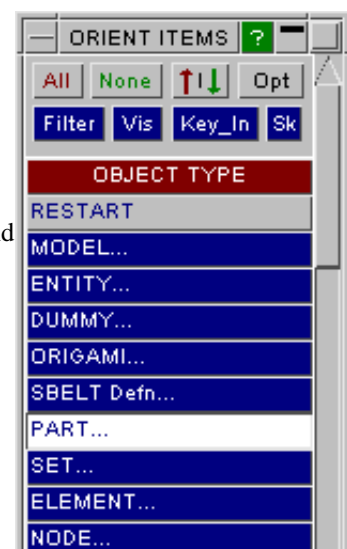 ORIENT ITEMS ?
All None Opt
Filter Vis Key_In Sk
OBJECT TYPE
RESTART
MODEL...
ENTITY...
DUMMY...
ORIGAMI...
SBELT Defn...
PART...
SET...
ELEMENT...
NODE...